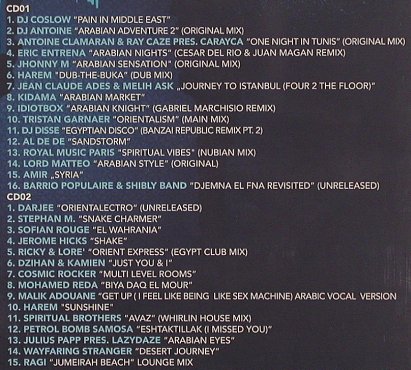 CD01
1. DJ COSLOW "PAIN IN MIDDLE EAST"
2. DJ ANTOINE "ARABIAN ADVENTURE 2" (ORIGINAL MIX)
3. ANTOINE CLAMARAN & RAY CAZE PRES. CARAYCA "ONE NIGHT IN TUNIS" (ORIGINAL MIX)
4. ERIC ENTRENA "ARABIAN NIGHTS" (CESAR DEL RIO & JUAN MAGAN REMIX)
5. JHONNY M "ARABIAN SENSATION" (ORIGINAL MIX)
6. HAREM "DUB-THE-BUKA" (DUB MIX)
7. JEAN CLAUDE ADES & MELIH ASK „JOURNEY TO ISTANBUL (FOUR 2 THE FLOOR)"
8. KIDAMA "ARABIAN MARKET"
9. IDIOTBOX "ARABIAN KNIGHT" (GABRIEL MARCHISIO REMIX)
10. TRISTAN GARNAER "ORIENTALISM" (MAIN MIX)
11. DJ DISSE "EGYPTIAN DISCO" (BANZAI REPUBLIC REMIX PT. 2)
12. AL DE DE "SANDSTORM"
13. ROYAL MUSIC PARIS "SPIRITUAL VIBES" (NUBIAN MIX)
14. LORD MATTEO "ARABIAN STYLE" (ORIGINAL)
15. AMIR „SYRIA"
16. BARRIO POPULAIRE & SHIBLY BAND "DJEMNA EL FNA REVISITED" (UNRELEASED)
CD02
1. DARJEE "ORIENTALECTRO" (UNRELEASED)
2. STEPHAN M. "SNAKE CHARMER"
3. SOFIAN ROUGE "EL WAHRANIA"
4. JEROME HICKS "SHAKE"
5. RICKY & LORE' "ORIENT EXPRESS" (EGYPT CLUB MIX)
6. DZIHAN & KAMIEN "JUST YOU & I"
7. COSMIC ROCKER "MULTI LEVEL ROOMS"
8. MOHAMED REDA "BIYA DAQ EL MOUR"
9. MALIK ADOUANE "GET UP ( I FEEL LIKE BEING LIKE SEX MACHINE) ARABIC VOCAL VERSION
10. HAREM "SUNSHINE"
11. SPIRITUAL BROTHERS "AVAZ" (WHIRLIN HOUSE MIX)
12. PETROL BOMB SAMOSA "ESHTAKTILLAK (I MISSED YOU)"
13. JULIUS PAPP PRES. LAZYDAZE "ARABIAN EYES"
14. WAYFARING STRANGER "DESERT JOURNEY"
15. RAGI "JUMEIRAH BEACH" LOUNGE MIX